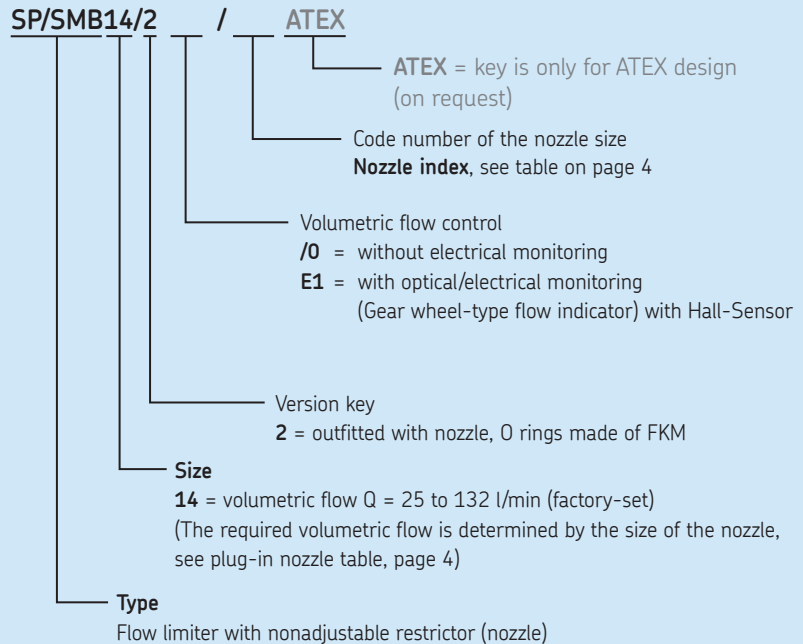 SP/SMB14/2 __ / __ ATEX
ATEX = key is only for ATEX design
(on request)
Code number of the nozzle size
Nozzle index, see table on page 4
Volumetric flow control
/0 = without electrical monitoring
E1 = with optical/electrical monitoring
(Gear wheel-type flow indicator) with Hall-Sensor
Version key
2 = outfitted with nozzle, O rings made of FKM
Size
14 = volumetric flow Q = 25 to 132 l/min (factory-set)
(The required volumetric flow is determined by the size of the nozzle,
see plug-in nozzle table, page 4)
Type
Flow limiter with nonadjustable restrictor (nozzle)